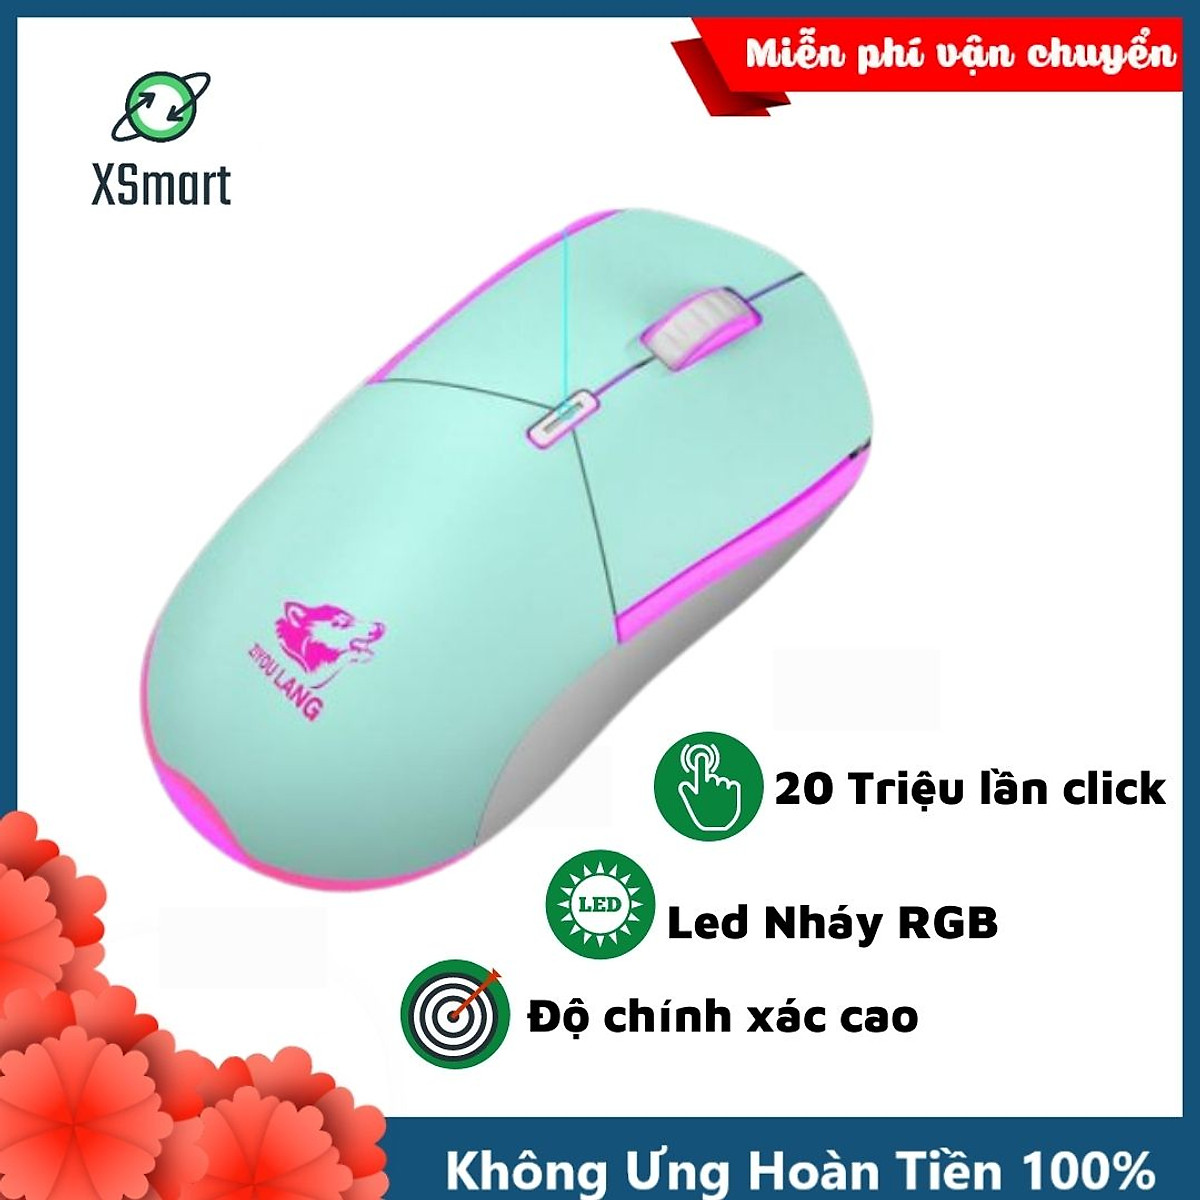 Miễn phí vận chuyển
XSmart
ZIYOU LANG
20 Triệu lần click
LED
Led Nháy RGB
Độ chính xác cao
Không Ưng Hoàn Tiền 100%